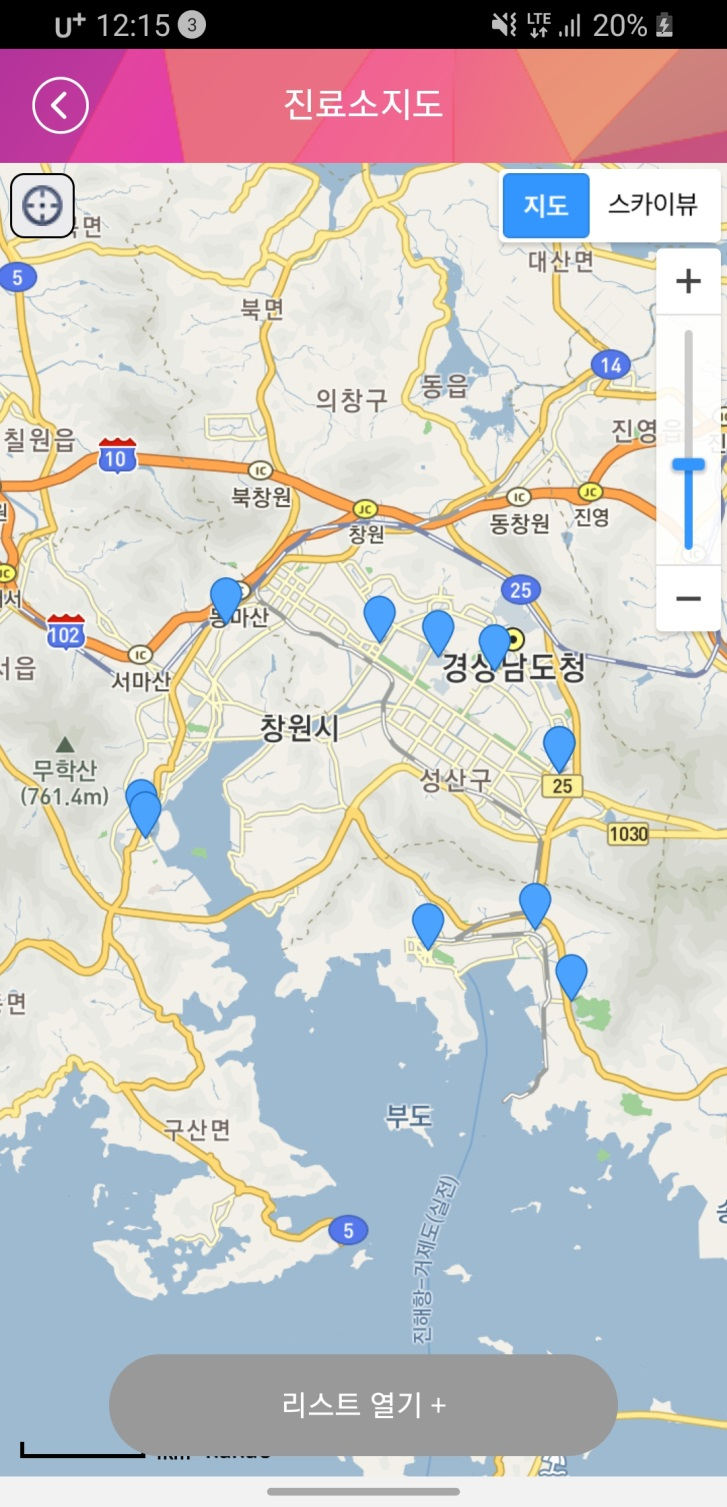 U+ 12:15 3 LTE 20%
진료소지도
지도 스카이뷰
5
대산면
북면
14
의창구 동읍
칠원읍
진영읍
10
IC
북창원
JC
창원
IC
동창원
JC
진영
25
동마산
102
IC
서마산
경상남도청
창원시
무학산
(761.4m)
성산구
25
1030
부도
구산면
5
진해항-거제도(실전)
리스트 열기 +